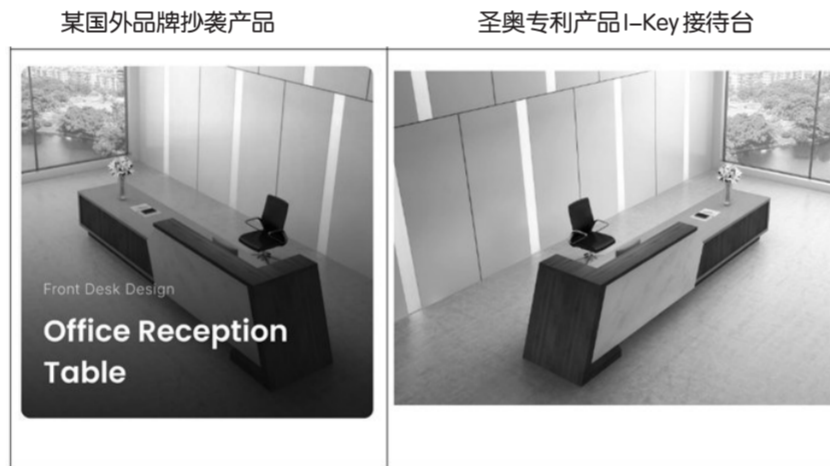 某国外品牌抄袭产品
圣奥专利产品I-Key接待台
Front Desk Design
Office Reception
Table